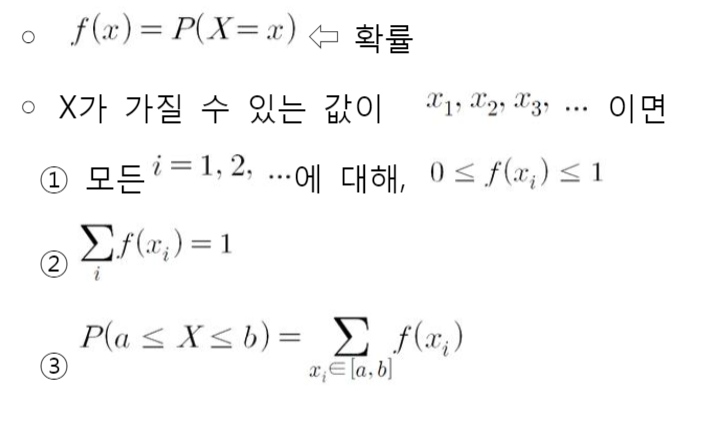 ○ f(x) = P(X = x) ⇦ 확률
○ X가 가질 수 있는 값이 x₁, x₂, x₃, ... 이면
① 모든 i = 1, 2, ...에 대해, 0 ≤ f(xᵢ) ≤ 1
② ∑ᵢ f(xᵢ) = 1
③ P(a ≤ X ≤ b) = ∑_{xᵢ∈[a,b]} f(xᵢ)